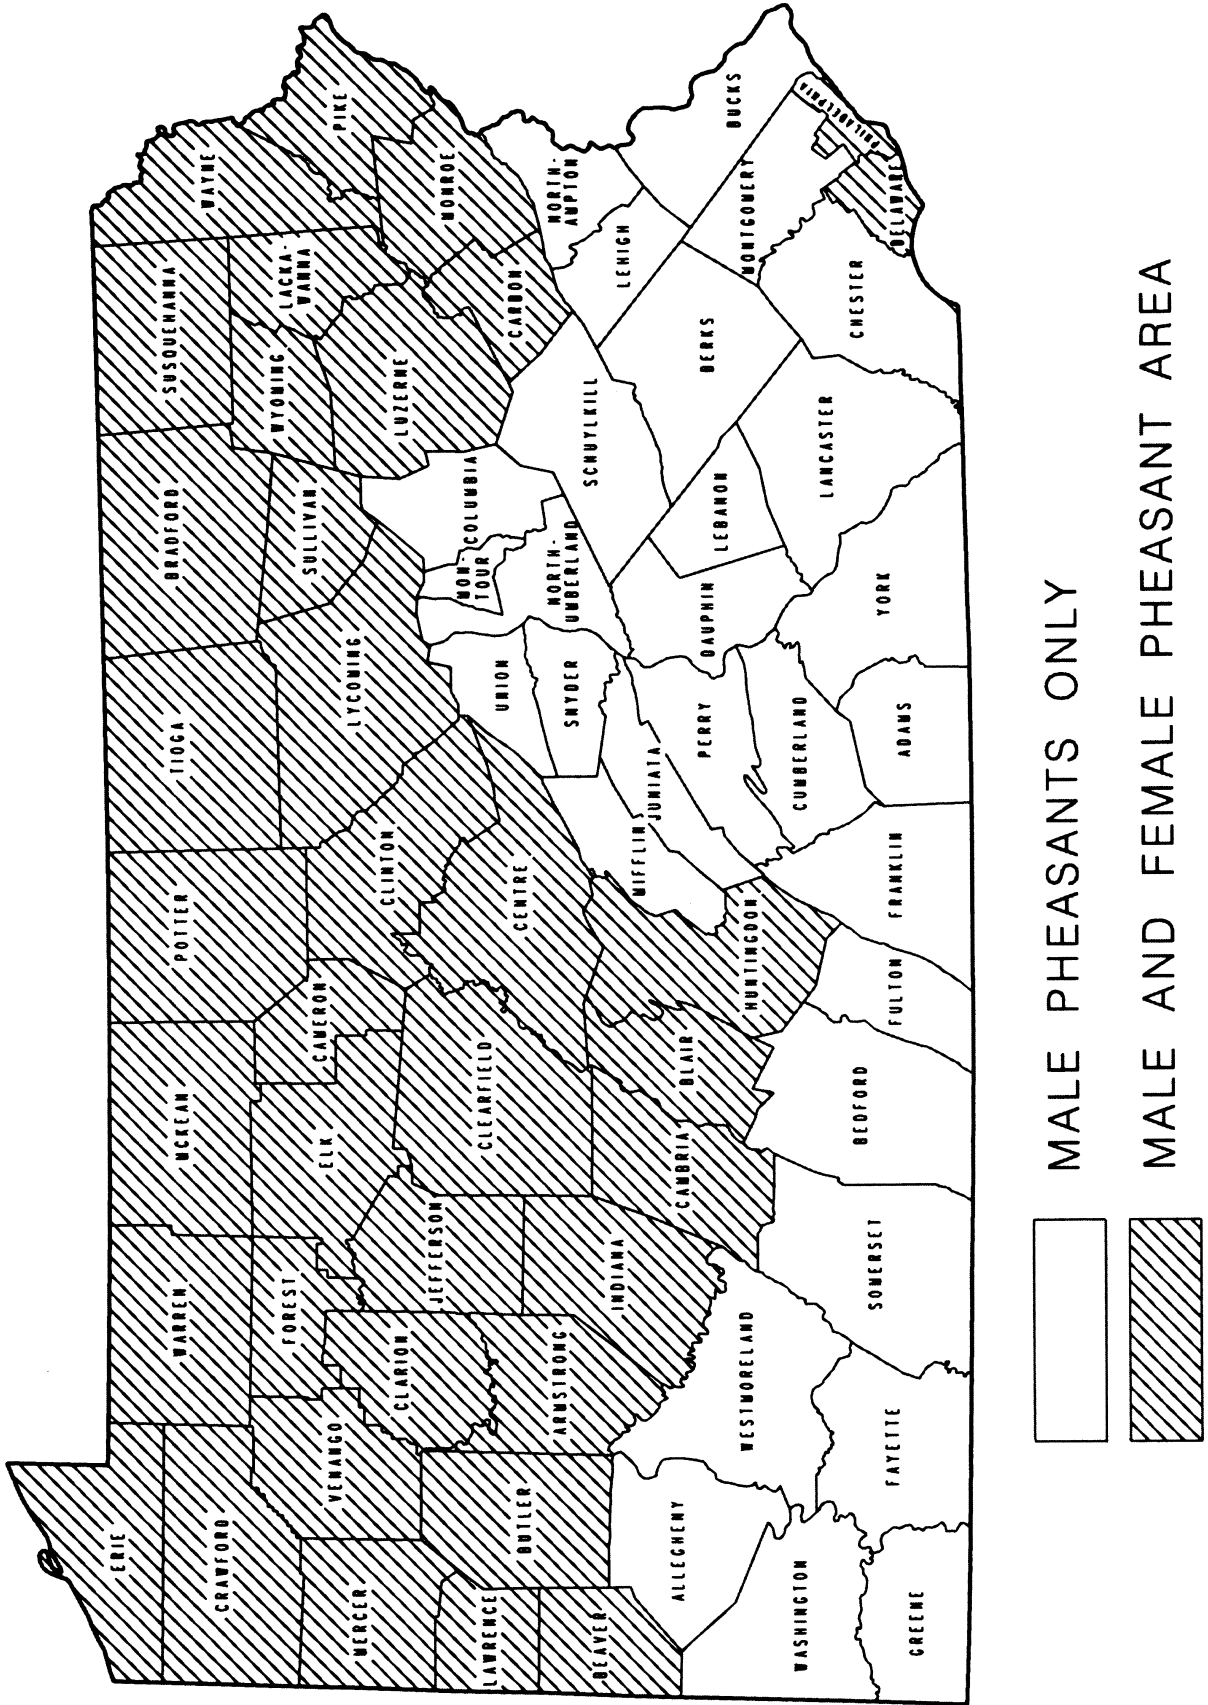 ERIE
CRAWFORD
WARREN
MCKEAN
POTTER
TIOGA
BRADFORD
SUSQUEHANNA
WAYNE
MERCER
VENANGO
FOREST
ELK
CAMERON
CLINTON
LYCOMING
SULLIVAN
WYOMING
LACKA-
WANNA
PIKE
LAWRENCE
BUTLER
CLARION
JEFFERSON
CLEARFIELD
CENTRE
UNION
MON-
TOUR
COLUMBIA
LUZERNE
MONROE
CARBON
BEAVER
ARMSTRONG
INDIANA
CAMBRIA
BLAIR
HUNTINGDON
MIFFLIN
JUNIATA
SNYDER
NORTH-
UMBERLAND
SCHUYLKILL
LEHIGH
NORTH-
AMPTON
ALLEGHENY
WESTMORELAND
PERRY
DAUPHIN
LEBANON
BERKS
MONTGOMERY
BUCKS
WASHINGTON
SOMERSET
BEDFORD
FULTON
FRANKLIN
CUMBERLAND
ADAMS
YORK
LANCASTER
CHESTER
DELAWARE
PHILADELPHIA
GREENE
FAYETTE
MALE PHEASANTS ONLY
MALE AND FEMALE PHEASANT AREA